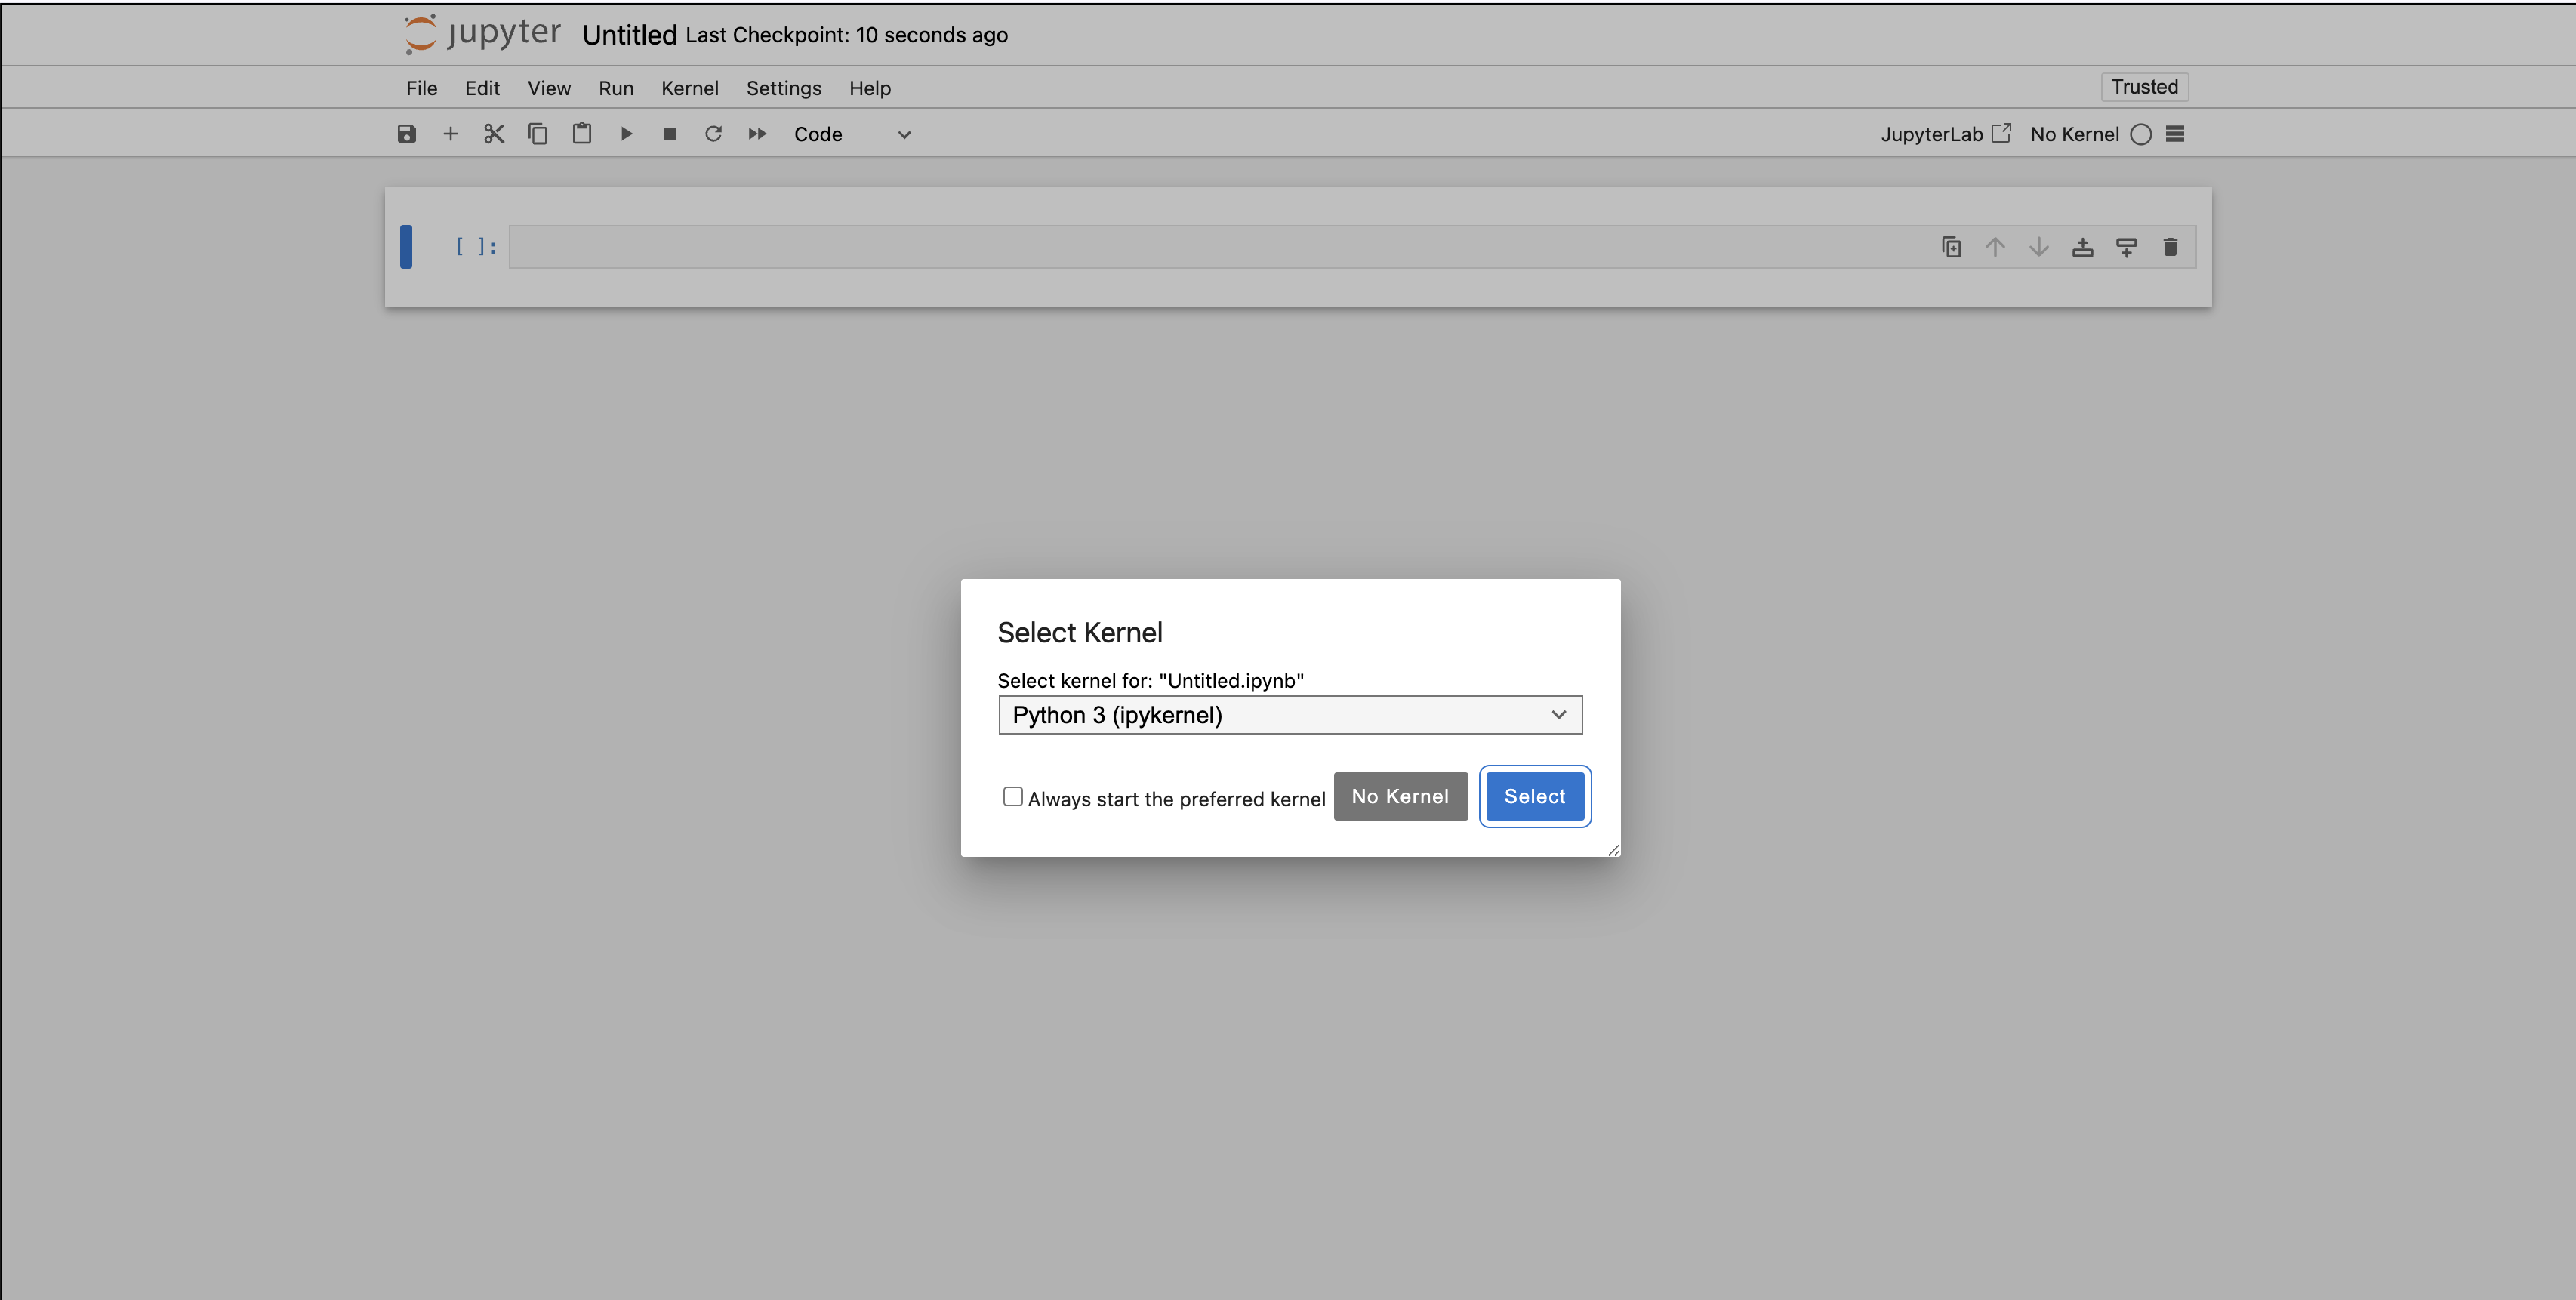 jupyter Untitled Last Checkpoint: 10 seconds ago
File Edit View Run Kernel Settings Help Trusted
Code JupyterLab No Kernel
[ ]:
Select Kernel
Select kernel for: "Untitled.ipynb"
Python 3 (ipykernel)
Always start the preferred kernel No Kernel Select